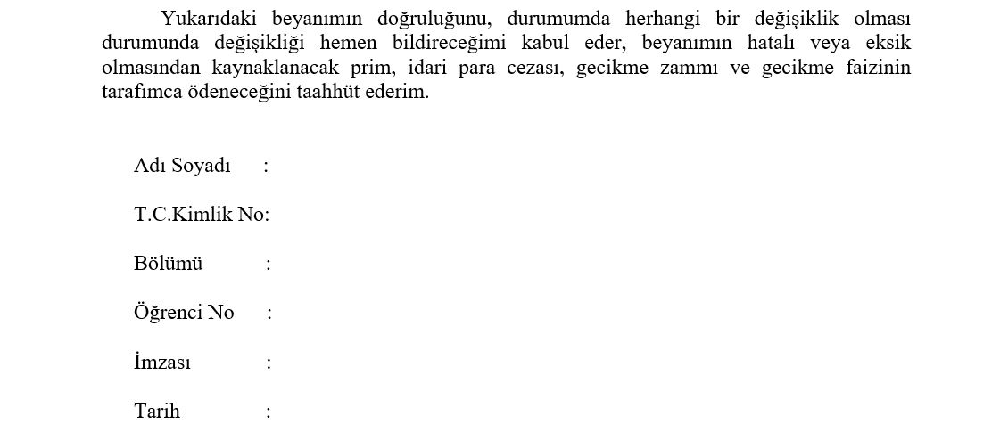 Yukarıdaki beyanımın doğruluğunu, durumumda herhangi bir değişiklik olması
durumunda değişikliği hemen bildireceğimi kabul eder, beyanımın hatalı veya eksik
olmasından kaynaklanacak prim, idari para cezası, gecikme zammı ve gecikme faizinin
tarafımca ödeneceğini taahhüt ederim.
Adı Soyadı :
T.C.Kimlik No:
Bölümü :
Öğrenci No :
İmzası :
Tarih :